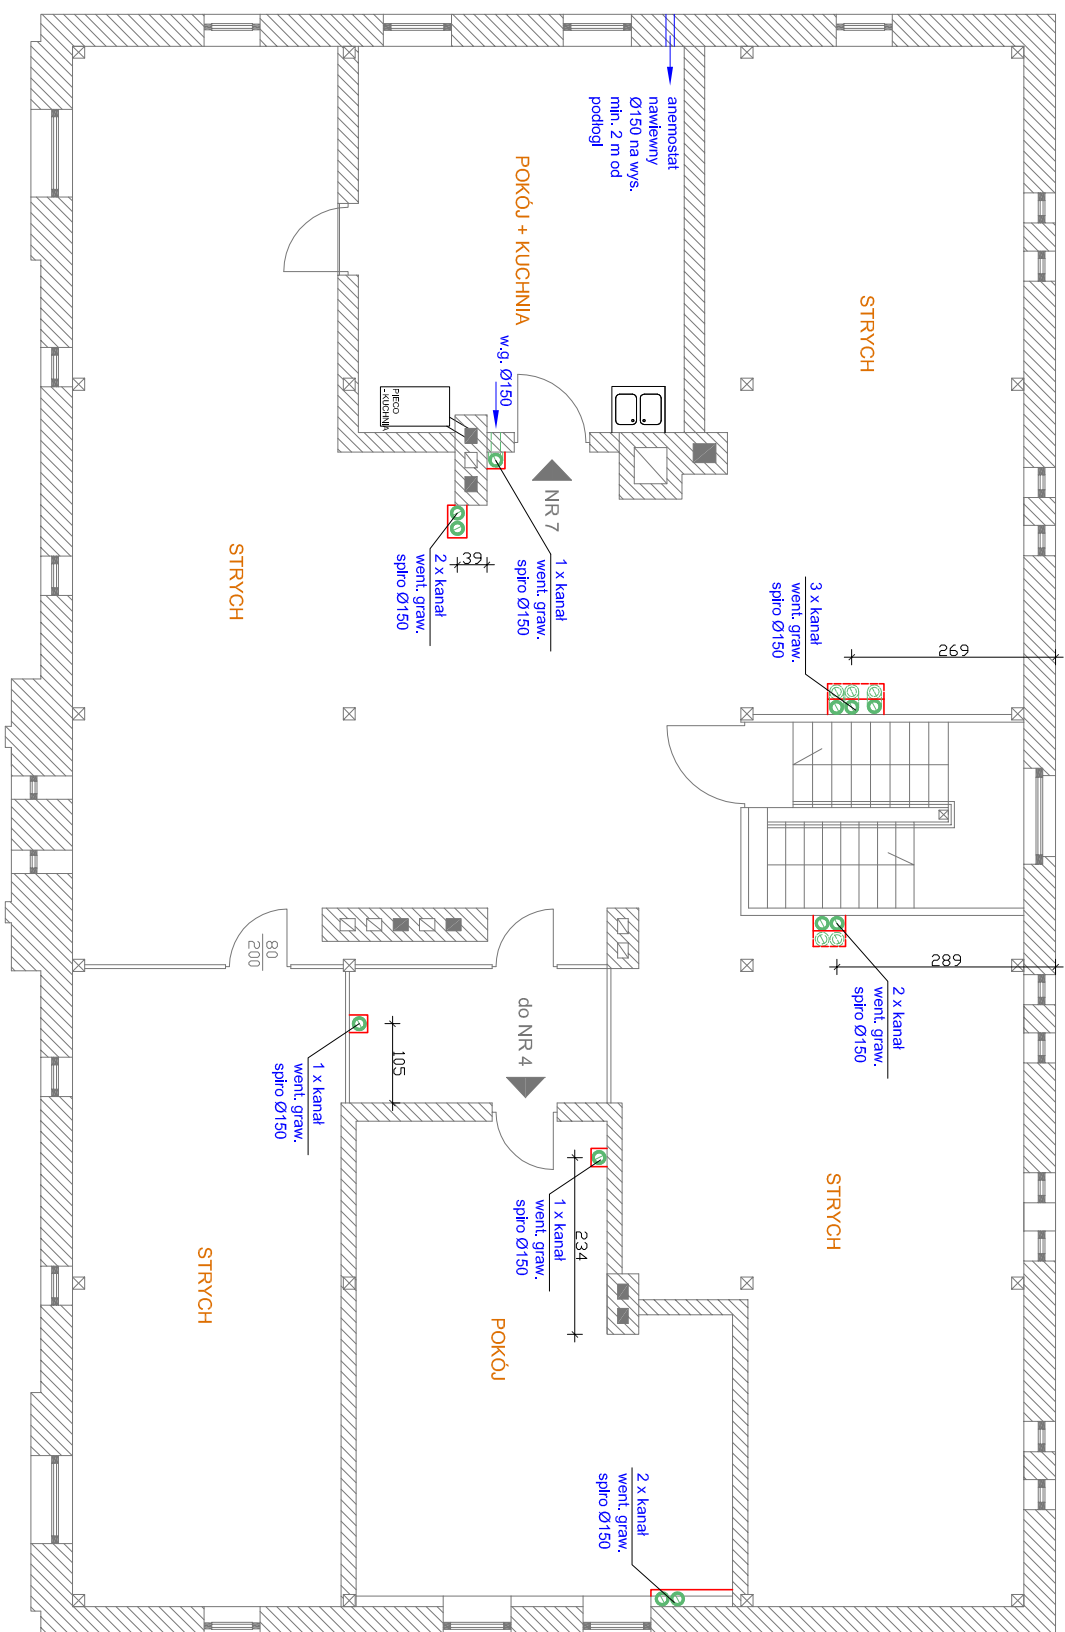 anemostat
nawiewny
Ø150 na wys.
min. 2 m od
podłogi
POKÓJ + KUCHNIA
STRYCH
w.g. Ø150
PIECO
- KUCHNIA
NR 7
1 x kanał
went. graw.
spiro Ø150
2 x kanał
went. graw.
spiro Ø150
39
STRYCH
3 x kanał
went. graw.
spiro Ø150
269
289
2 x kanał
went. graw.
spiro Ø150
80
200
do NR 4
105
1 x kanał
went. graw.
spiro Ø150
1 x kanał
went. graw.
spiro Ø150
234
STRYCH
STRYCH
POKÓJ
2 x kanał
went. graw.
spiro Ø150